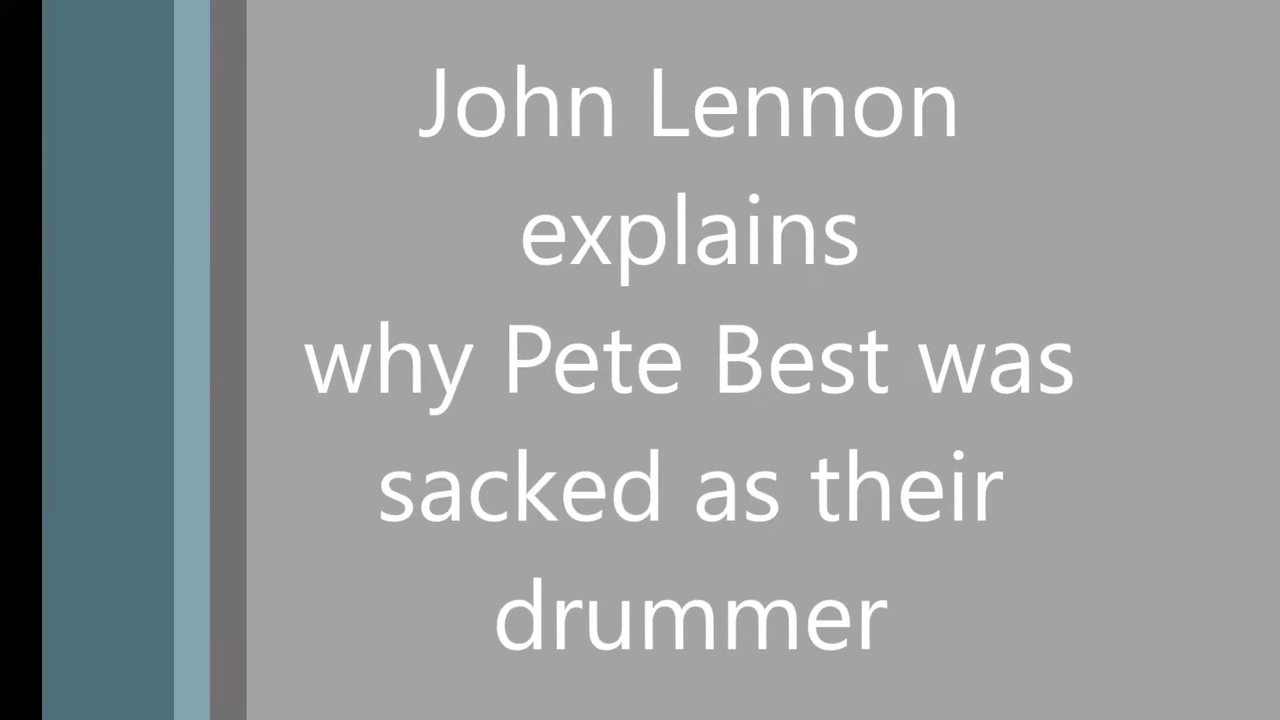 John Lennon
explains
why Pete Best was
sacked as their
drummer